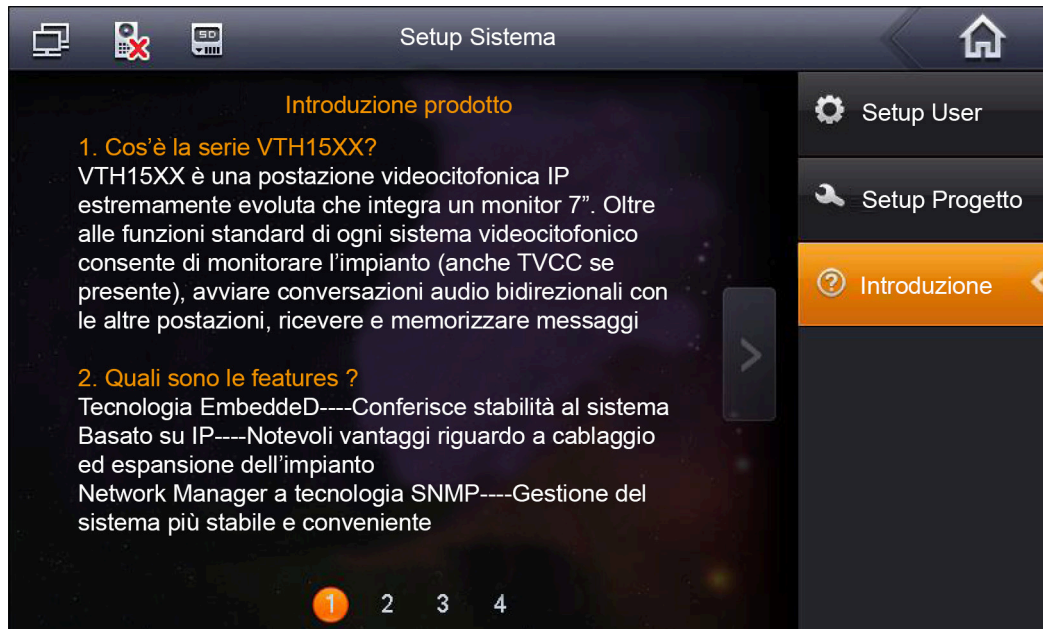 SD
Setup Sistema
Introduzione prodotto
1. Cos'è la serie VTH15XX?
VTH15XX è una postazione videocitofonica IP
estremamente evoluta che integra un monitor 7”. Oltre
alle funzioni standard di ogni sistema videocitofonico
consente di monitorare l’impianto (anche TVCC se
presente), avviare conversazioni audio bidirezionali con
le altre postazioni, ricevere e memorizzare messaggi
2. Quali sono le features ?
Tecnologia EmbeddeD----Conferisce stabilità al sistema
Basato su IP----Notevoli vantaggi riguardo a cablaggio
ed espansione dell’impianto
Network Manager a tecnologia SNMP----Gestione del
sistema più stabile e conveniente
1 2 3 4
Setup User
Setup Progetto
Introduzione